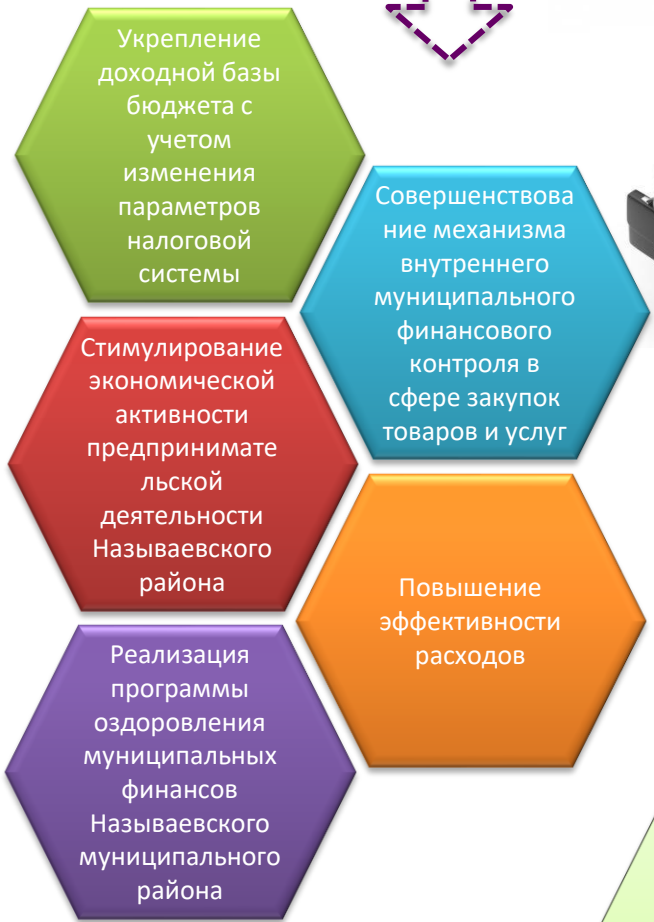 Укрепление
доходной базы
бюджета с
учетом
изменения
параметров
налоговой
системы
Совершенствова
ние механизма
внутреннего
муниципального
финансового
контроля в
сфере закупок
товаров и услуг
Стимулирование
экономической
активности
предпринимате
льской
деятельности
Называевского
района
Повышение
эффективности
расходов
Реализация
программы
оздоровления
муниципальных
финансов
Называевского
муниципального
района